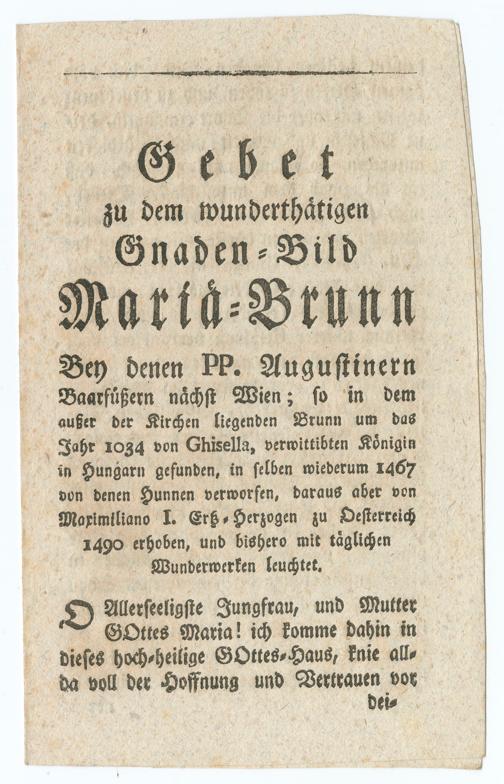 Gebet
zu dem wunderthätigen
Gnaden-Bild
Mariä-Brunn
Bey denen PP. Augustinern
Baarfüßern nächst Wien; so in dem
außer der Kirchen liegenden Brunn um das
Jahr 1034 von Ghisella, verwittibten Königin
in Hungarn gefunden, in selben wiederum 1467
von denen Hunnen verworfen, daraus aber von
Maximiliano I. Ertz-Herzogen zu Oesterreich
1490 erhoben, und bishero mit täglichen
Wunderwerken leuchtet.
O Allerseeligste Jungfrau, und Mutter
GOttes Maria! ich komme dahin in
dieses hoch-heilige GOttes-Haus, knie all-
da voll der Hoffnung und Vertrauen vor
dei-